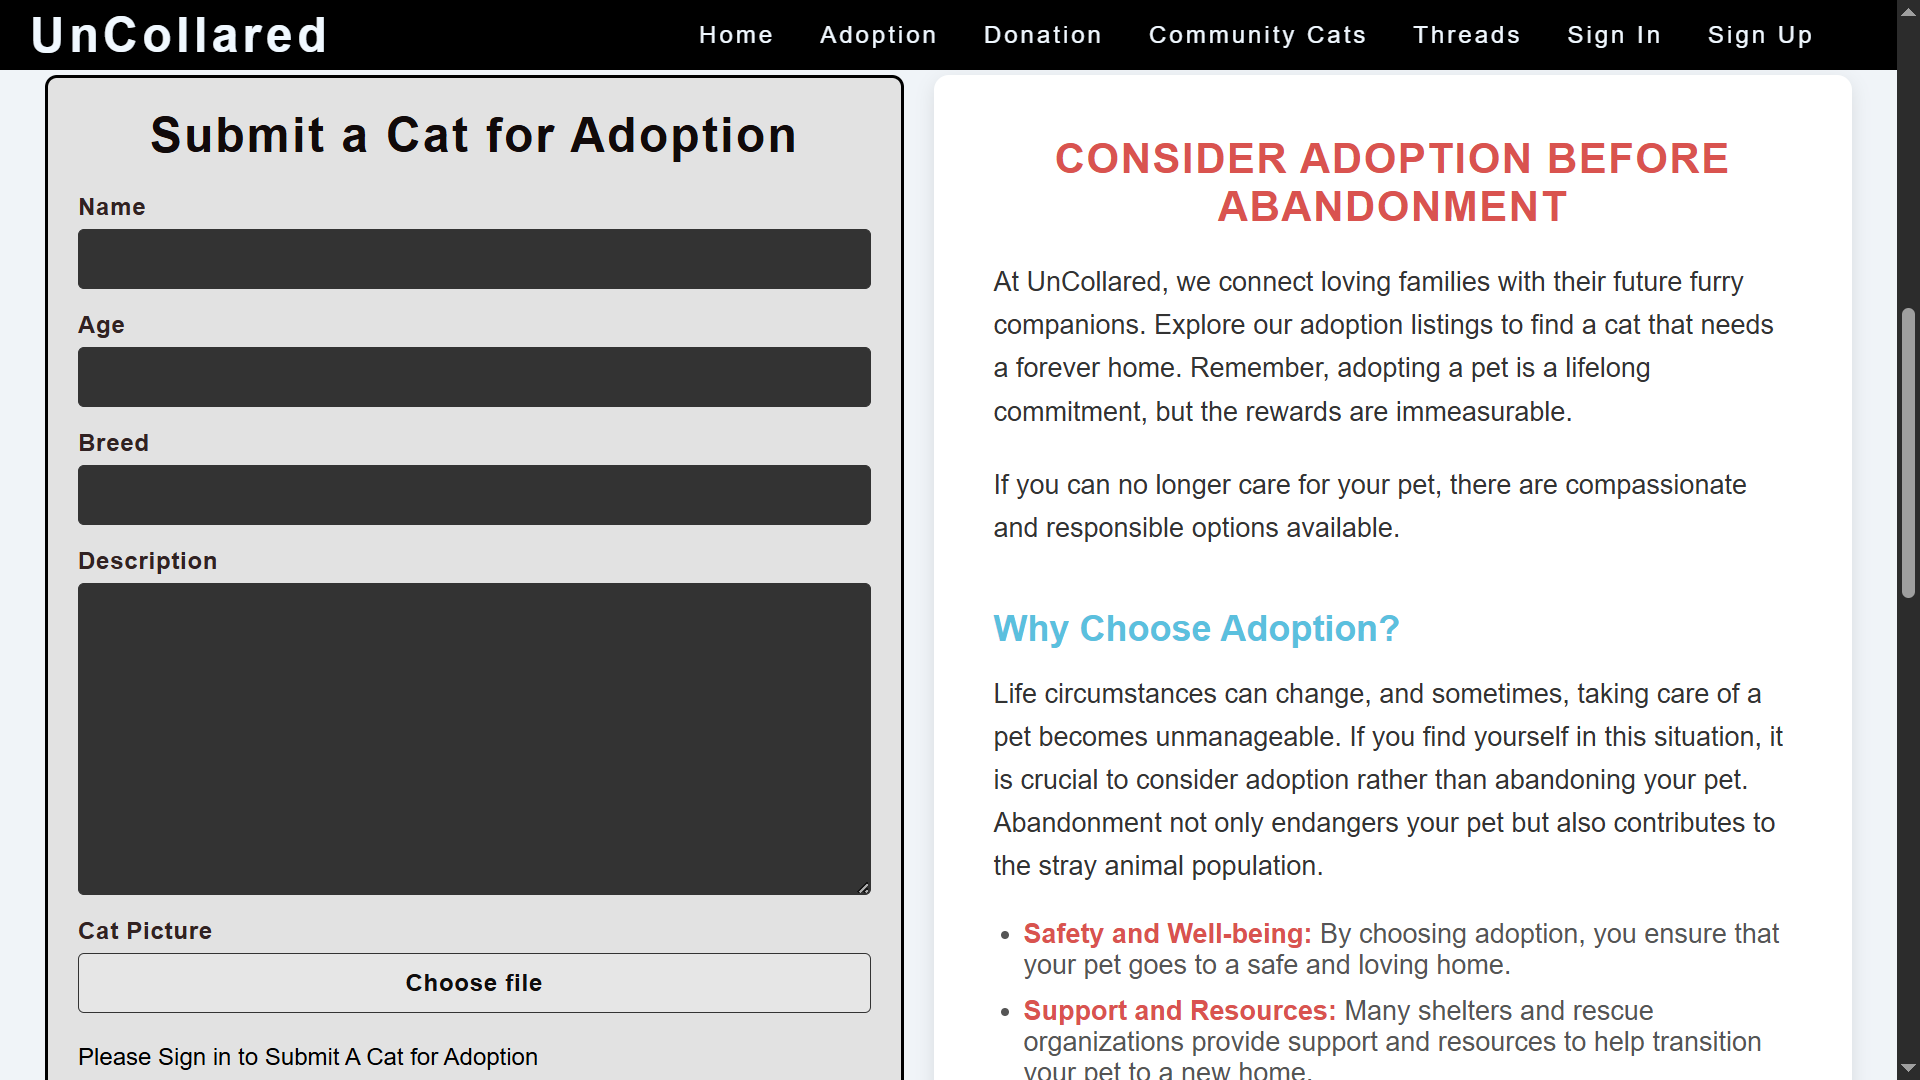 UnCollared
Home
Adoption
Donation
Community Cats
Threads
Sign In
Sign Up
Submit a Cat for Adoption
Name
Age
Breed
Description
Cat Picture
Choose file
Please Sign in to Submit A Cat for Adoption
CONSIDER ADOPTION BEFORE
ABANDONMENT
At UnCollared, we connect loving families with their future furry
companions. Explore our adoption listings to find a cat that needs
a forever home. Remember, adopting a pet is a lifelong
commitment, but the rewards are immeasurable.
If you can no longer care for your pet, there are compassionate
and responsible options available.
Why Choose Adoption?
Life circumstances can change, and sometimes, taking care of a
pet becomes unmanageable. If you find yourself in this situation, it
is crucial to consider adoption rather than abandoning your pet.
Abandonment not only endangers your pet but also contributes to
the stray animal population.
Safety and Well-being: By choosing adoption, you ensure that
your pet goes to a safe and loving home.
Support and Resources: Many shelters and rescue
organizations provide support and resources to help transition
your pet to a new home.